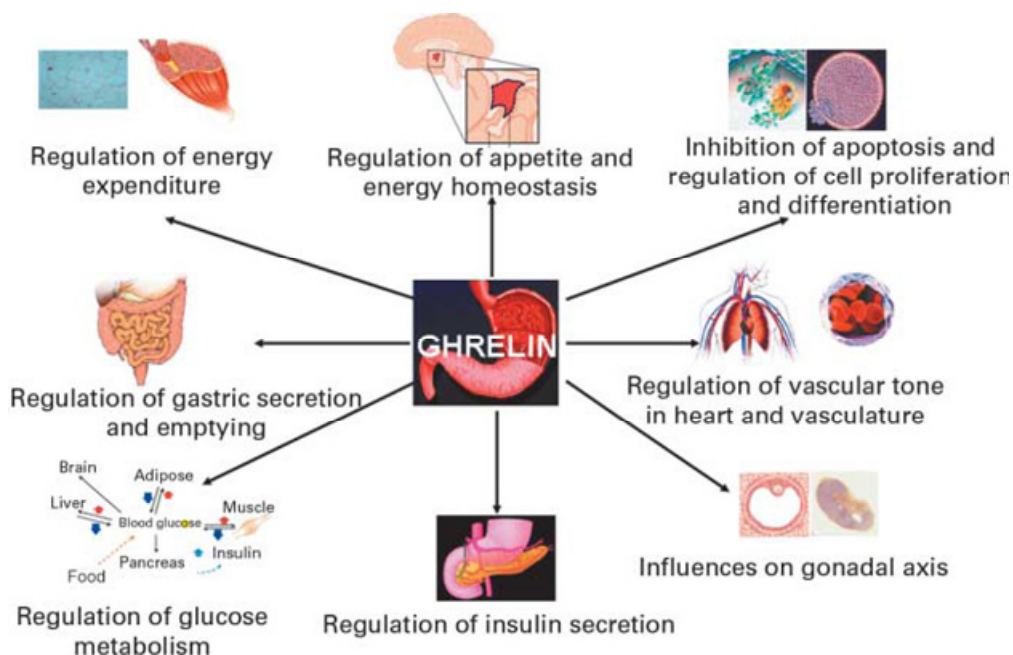 Regulation of energy
expenditure
Regulation of appetite and
energy homeostasis
Inhibition of apoptosis and
regulation of cell proliferation
and differentiation
GHRELIN
Regulation of gastric secretion
and emptying
Regulation of vascular tone
in heart and vasculature
Brain
Adipose
Liver
Muscle
Blood glucose
Insulin
Pancreas
Food
Regulation of glucose
metabolism
Regulation of insulin secretion
Influences on gonadal axis